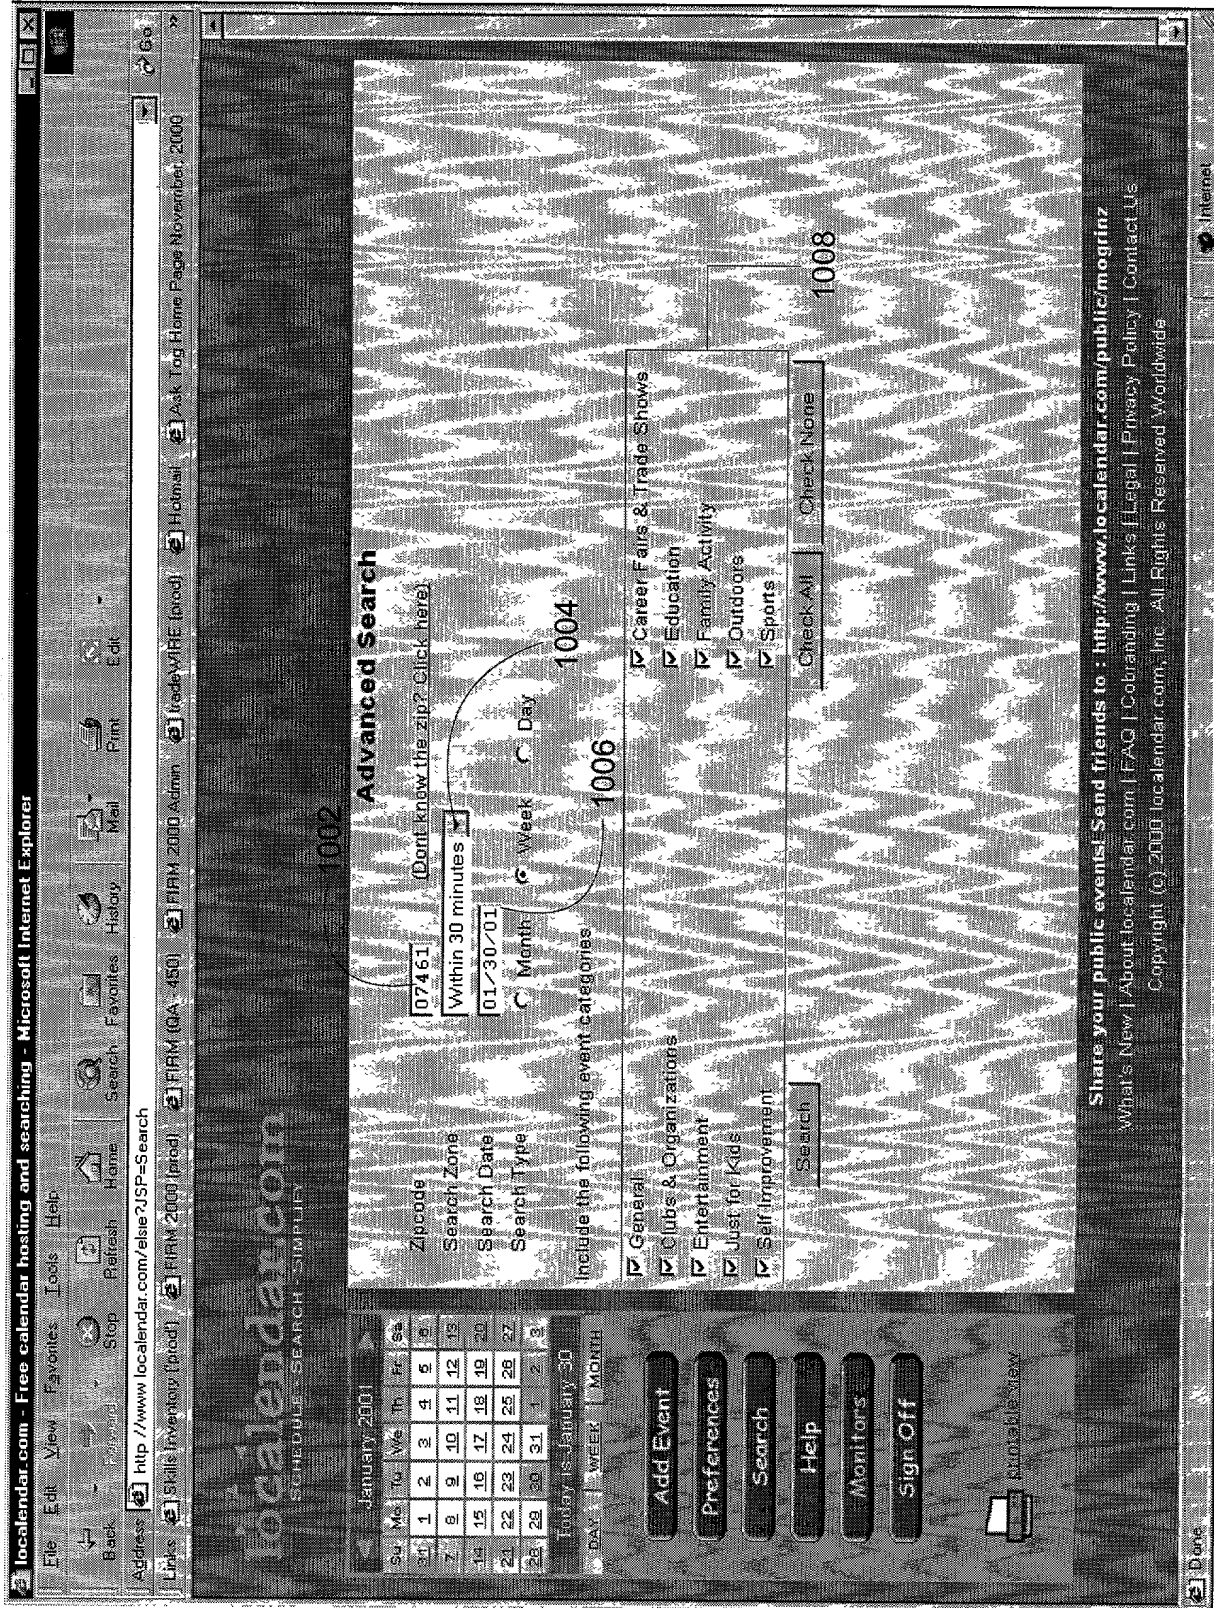 localendar.com - Free calendar hosting and searching - Microsoft Internet Explorer
File Edit View Favorites Tools Help
Back Forward Stop Refresh Home Search Favorites History Mail Print Edit
Address http://www localendar.com/elsie?JSP=Search Go
Links Skills Inventory ('prod') FIRM 2000 (prod) FIRM (QA 450) FIRM 2000 Admin tradeWIRE (prod) Hotmail Ask Tog Home Page November, 2000 »
localendar.com
SCHEDULE - SEARCH - SIMPLIFY
January 2001
Su Mo Tu We Th Fr Sa
31 1 2 3 4 5 6
7 8 9 10 11 12 13
14 15 16 17 18 19 20
21 22 23 24 25 26 27
28 29 30 31 1 2 3
Today is January 30
DAY WEEK MONTH
Add Event
Preferences
Search
Help
Monitors
Sign Off
printable view
1002
Advanced Search
Zipcode 07461 (Dont know the zip? Click here)
Search Zone Within 30 minutes
Search Date 01/30/01
Search Type Month Week Day
1004
1006
Include the following event categories
General Career Fairs & Trade Shows
Clubs & Organizations Education
Entertainment Family Activity
Just for Kids Outdoors
Self Improvement Sports
1008
Search Check All Check None
Share your public events! Send friends to : http://www.localendar.com/public/mogrinz
What's New | About localendar.com | FAQ | Cobranding | Links | Legal | Privacy Policy | Contact Us
Copyright (c) 2000 localendar.com, Inc. All Rights Reserved Worldwide
Done Internet